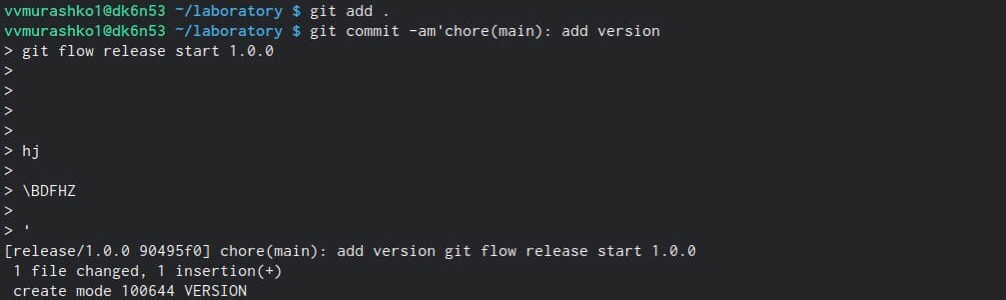 vvmurashko1@dk6n53 ~/laboratory $ git add .
vvmurashko1@dk6n53 ~/laboratory $ git commit -am'chore(main): add version
> git flow release start 1.0.0
>
>
>
>
> hj
>
> \BDFHZ
>
> '
[release/1.0.0 90495f0] chore(main): add version git flow release start 1.0.0
 1 file changed, 1 insertion(+)
 create mode 100644 VERSION